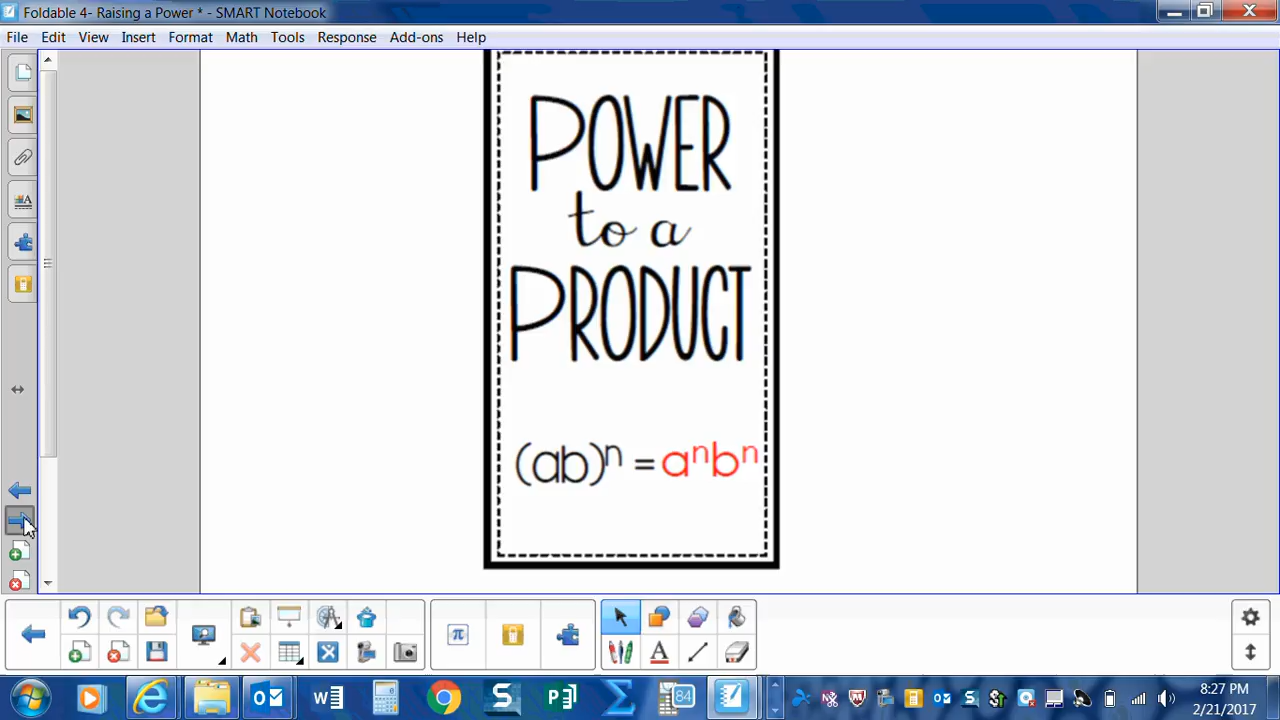 Foldable 4- Raising a Power * - SMART Notebook
File Edit View Insert Format Math Tools Response Add-ons Help
POWER
to a
PRODUCT
(ab)ⁿ = aⁿbⁿ
π
A
84
8:27 PM
2/21/2017